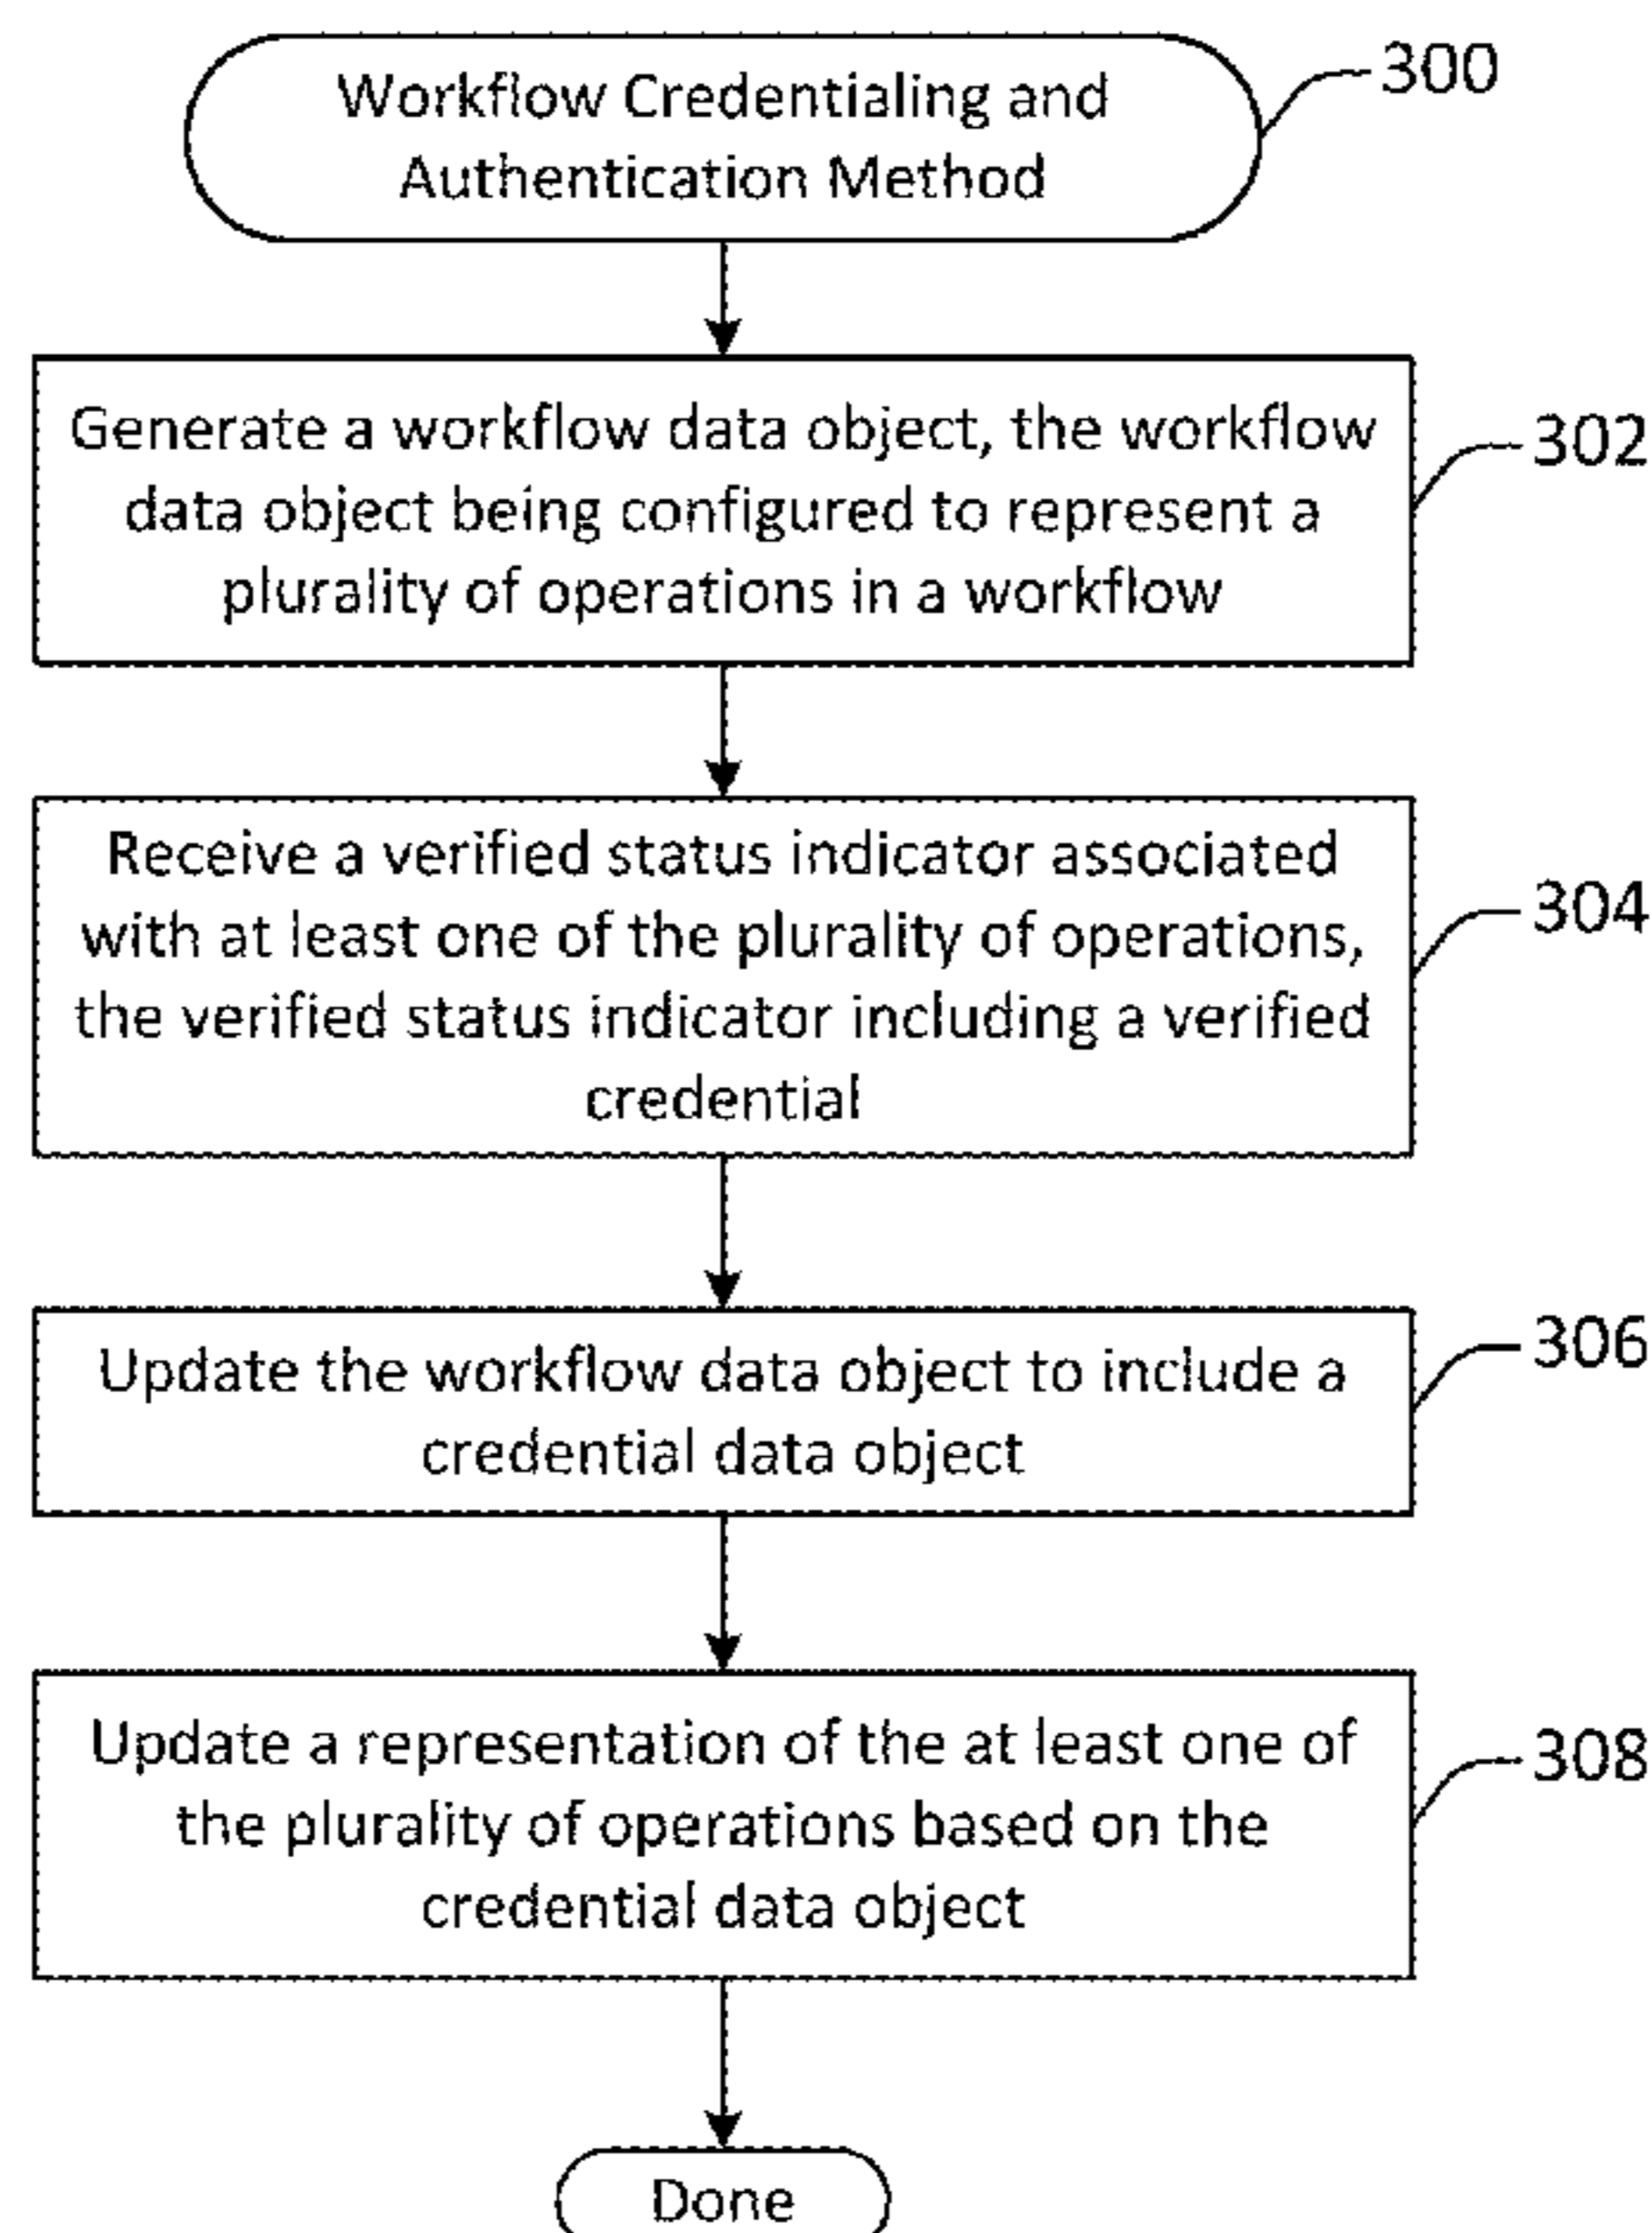 Workflow Credentialing and
Authentication Method
300
Generate a workflow data object, the workflow
data object being configured to represent a
plurality of operations in a workflow
302
Receive a verified status indicator associated
with at least one of the plurality of operations,
the verified status indicator including a verified
credential
304
Update the workflow data object to include a
credential data object
306
Update a representation of the at least one of
the plurality of operations based on the
credential data object
308
Done